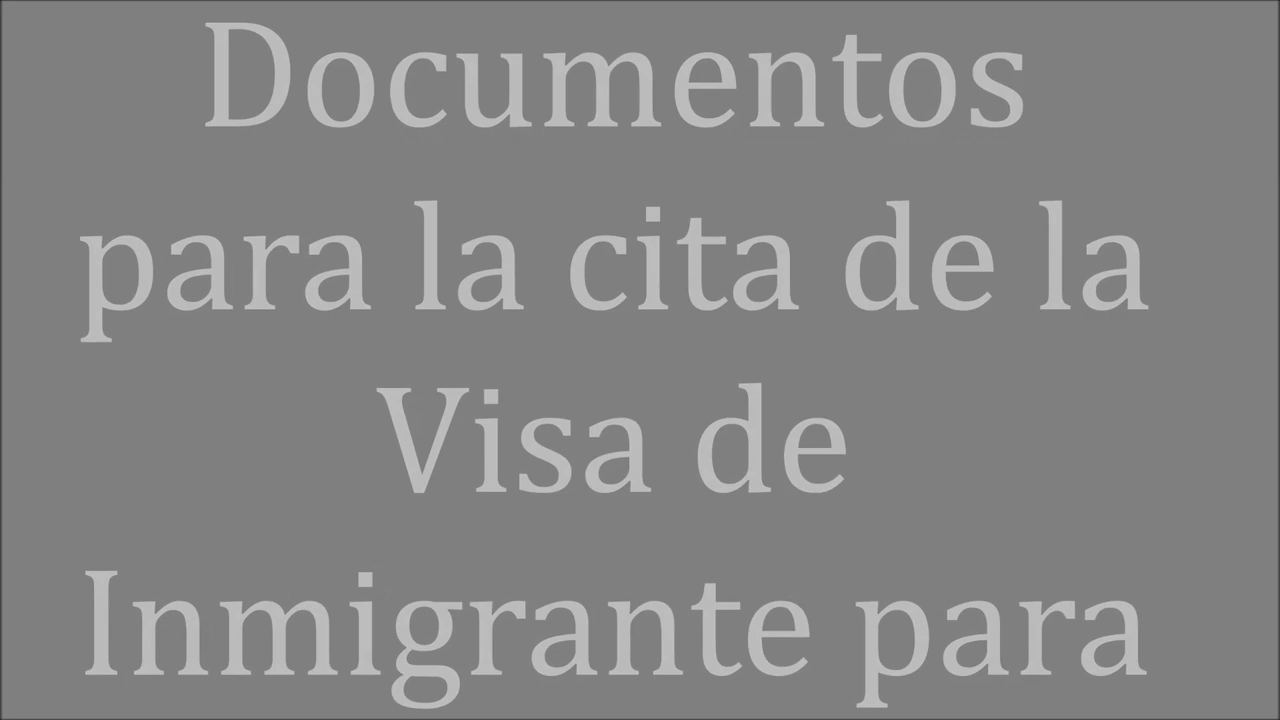 Documentos
para la cita de la
Visa de
Inmigrante para